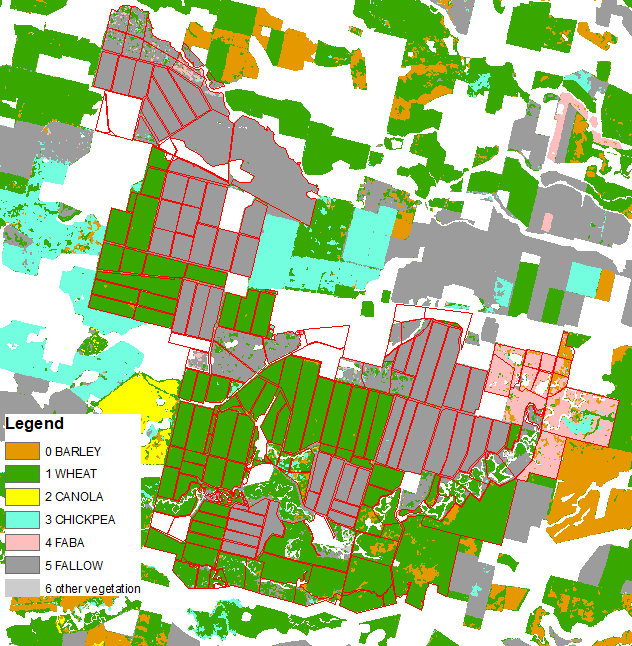 Legend
0 BARLEY
1 WHEAT
2 CANOLA
3 CHICKPEA
4 FABA
5 FALLOW
6 other vegetation